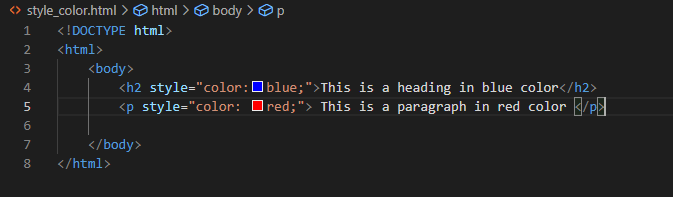 style_color.html > html > body > p
1 <!DOCTYPE html>
2 <html>
3 <body>
4 <h2 style="color:blue;">This is a heading in blue color</h2>
5 <p style="color: red;"> This is a paragraph in red color </p>
6
7 </body>
8 </html>